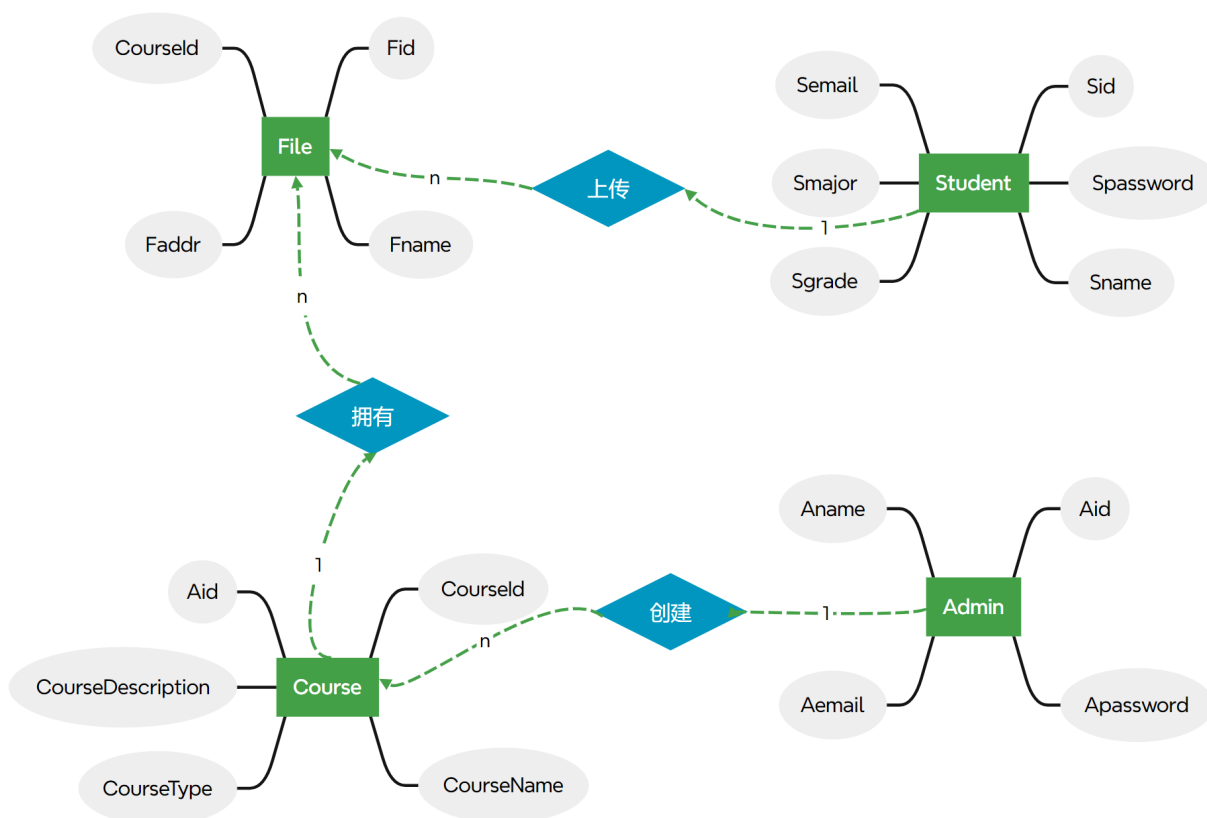 CourseId
Fid
File
Faddr
Fname
n
上传
1
Semail
Sid
Smajor
Student
Spassword
Sgrade
Sname
n
拥有
1
Aname
Aid
Admin
Aemail
Apassword
1
创建
n
Aid
CourseId
CourseDescription
Course
CourseType
CourseName